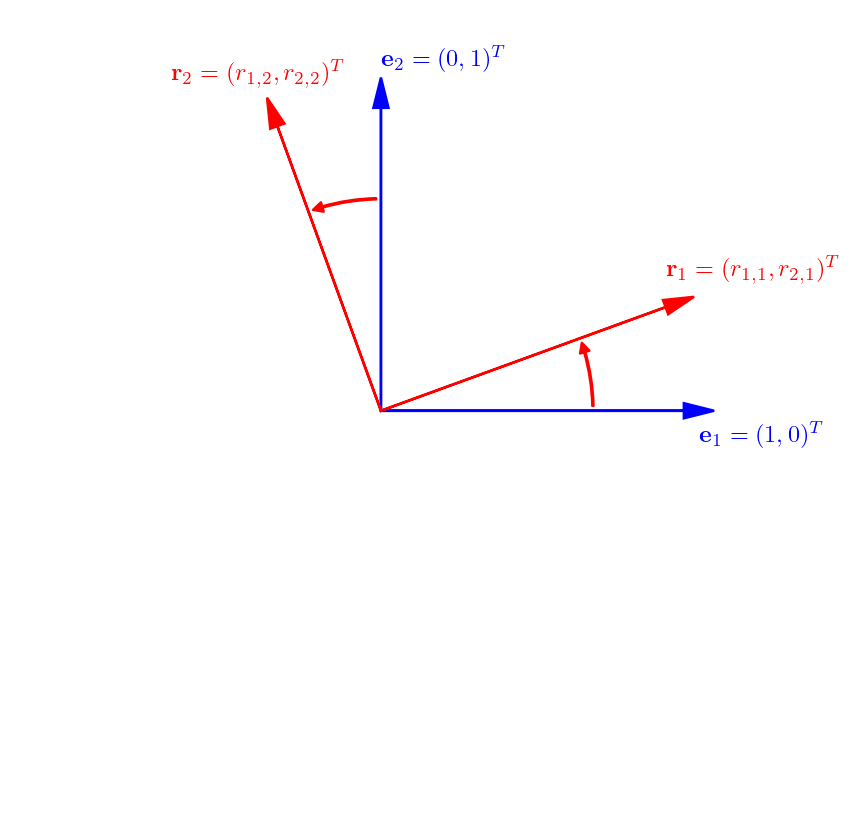 𝐞₂ = (0, 1)ᵀ
𝐫₂ = (r₁,₂, r₂,₂)ᵀ
𝐫₁ = (r₁,₁, r₂,₁)ᵀ
𝐞₁ = (1, 0)ᵀ